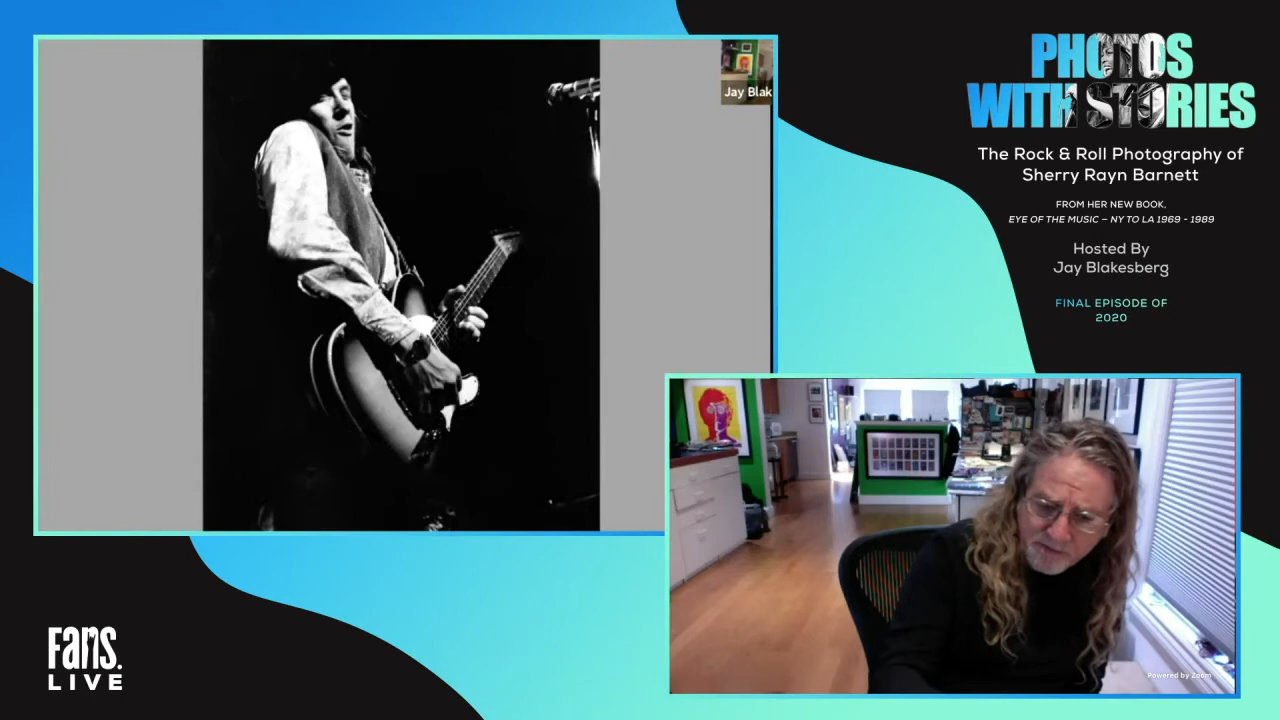 Jay Blak
PHOTOS
WITH STORIES
The Rock & Roll Photography of
Sherry Rayn Barnett
FROM HER NEW BOOK,
EYE OF THE MUSIC – NY TO LA 1969 - 1989
Hosted By
Jay Blakesberg
FINAL EPISODE OF
2020
Fans.
LIVE
Powered by Zoom